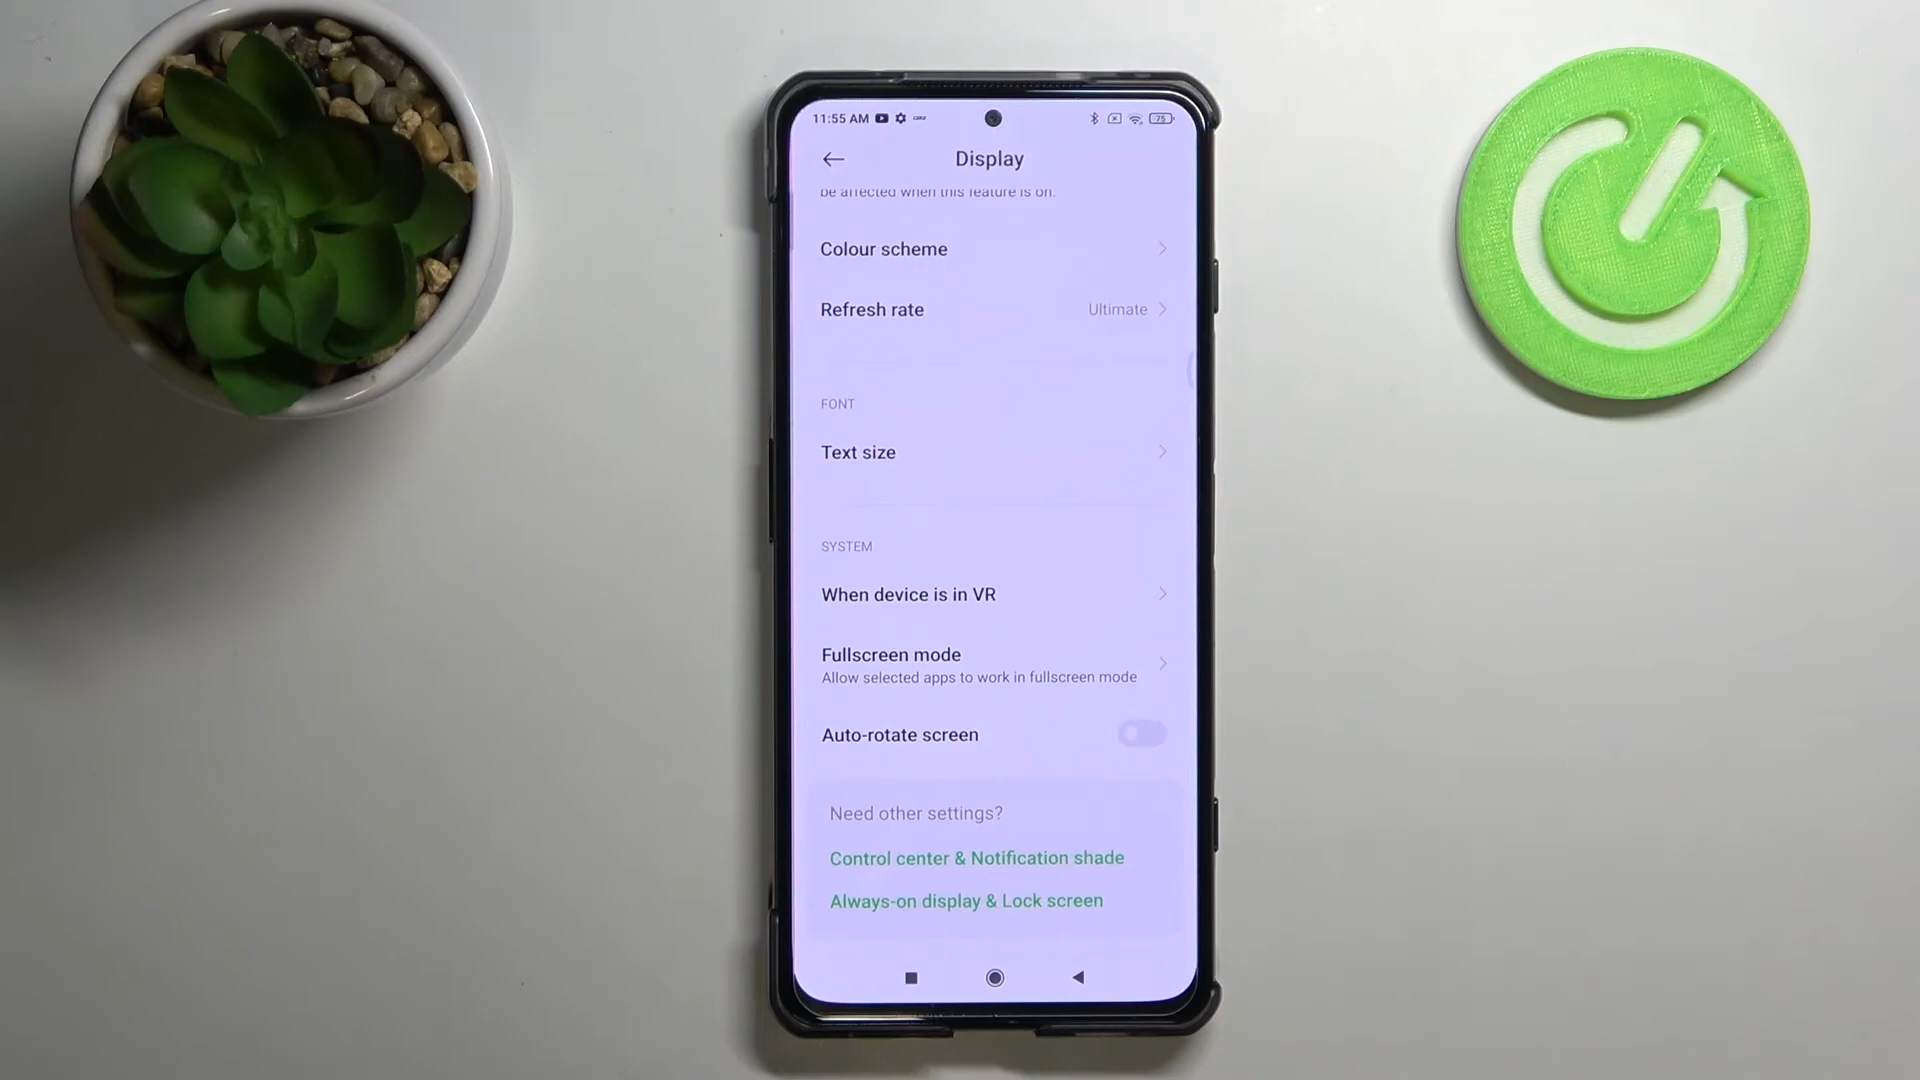 11:55 AM
75
Display
be affected when this feature is on.
Colour scheme
Refresh rate Ultimate
FONT
Text size
SYSTEM
When device is in VR
Fullscreen mode
Allow selected apps to work in fullscreen mode
Auto-rotate screen
Need other settings?
Control center & Notification shade
Always-on display & Lock screen